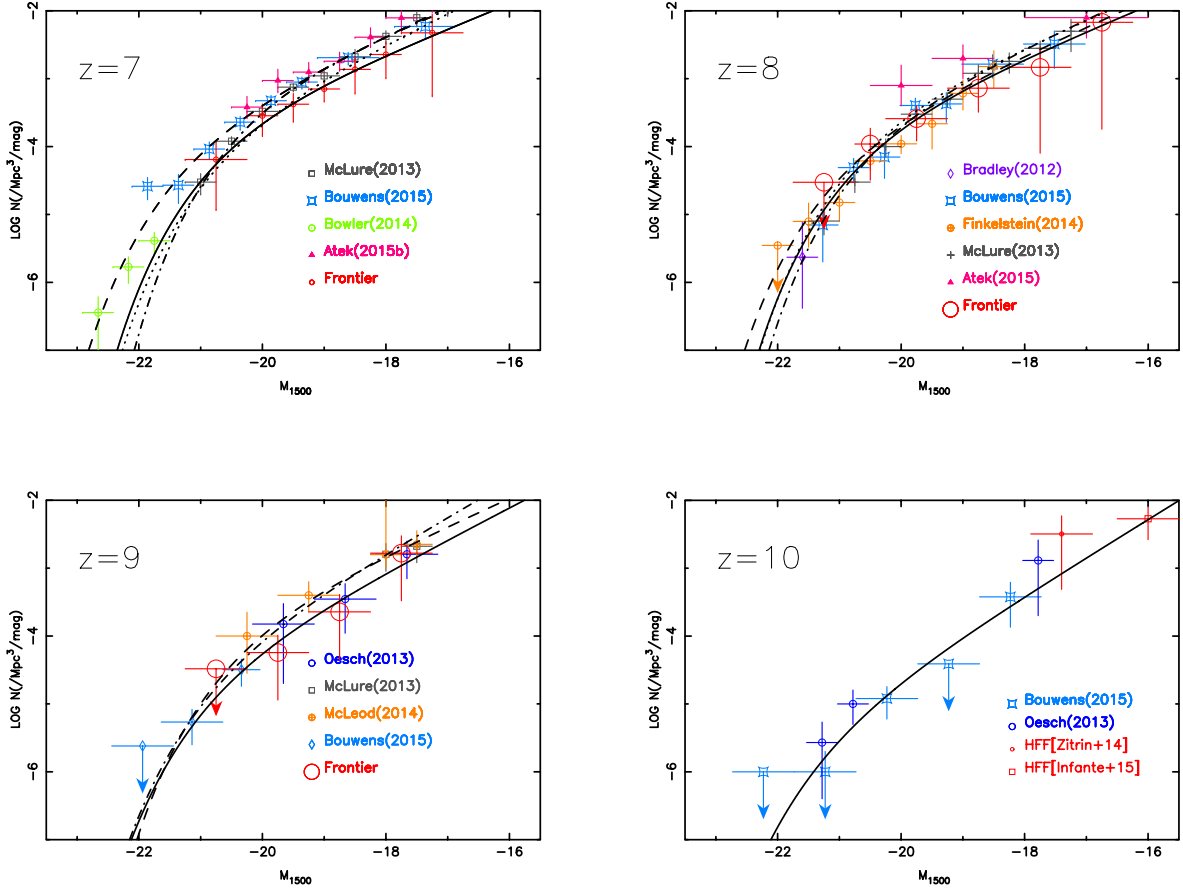 −2
−4
−6
LOG N(/Mpc³/mag)
z=7
McLure(2013)
Bouwens(2015)
Bowler(2014)
Atek(2015b)
Frontier
−22
−20
−18
−16
M₁₅₀₀
−2
−4
−6
LOG N(/Mpc³/mag)
z=8
Bradley(2012)
Bouwens(2015)
Finkelstein(2014)
McLure(2013)
Atek(2015)
Frontier
−22
−20
−18
−16
M₁₅₀₀
−2
−4
−6
LOG N(/Mpc³/mag)
z=9
Oesch(2013)
McLure(2013)
McLeod(2014)
Bouwens(2015)
Frontier
−22
−20
−18
−16
M₁₅₀₀
−2
−4
−6
LOG N(/Mpc³/mag)
z=10
Bouwens(2015)
Oesch(2013)
HFF[Zitrin+14]
HFF[Infante+15]
−22
−20
−18
−16
M₁₅₀₀